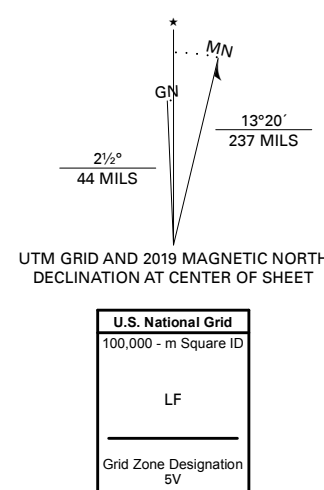 ★
MN
GN
13°20´
237 MILS
2½°
44 MILS
UTM GRID AND 2019 MAGNETIC NORTH
DECLINATION AT CENTER OF SHEET
U.S. National Grid
100,000 - m Square ID
LF
Grid Zone Designation
5V